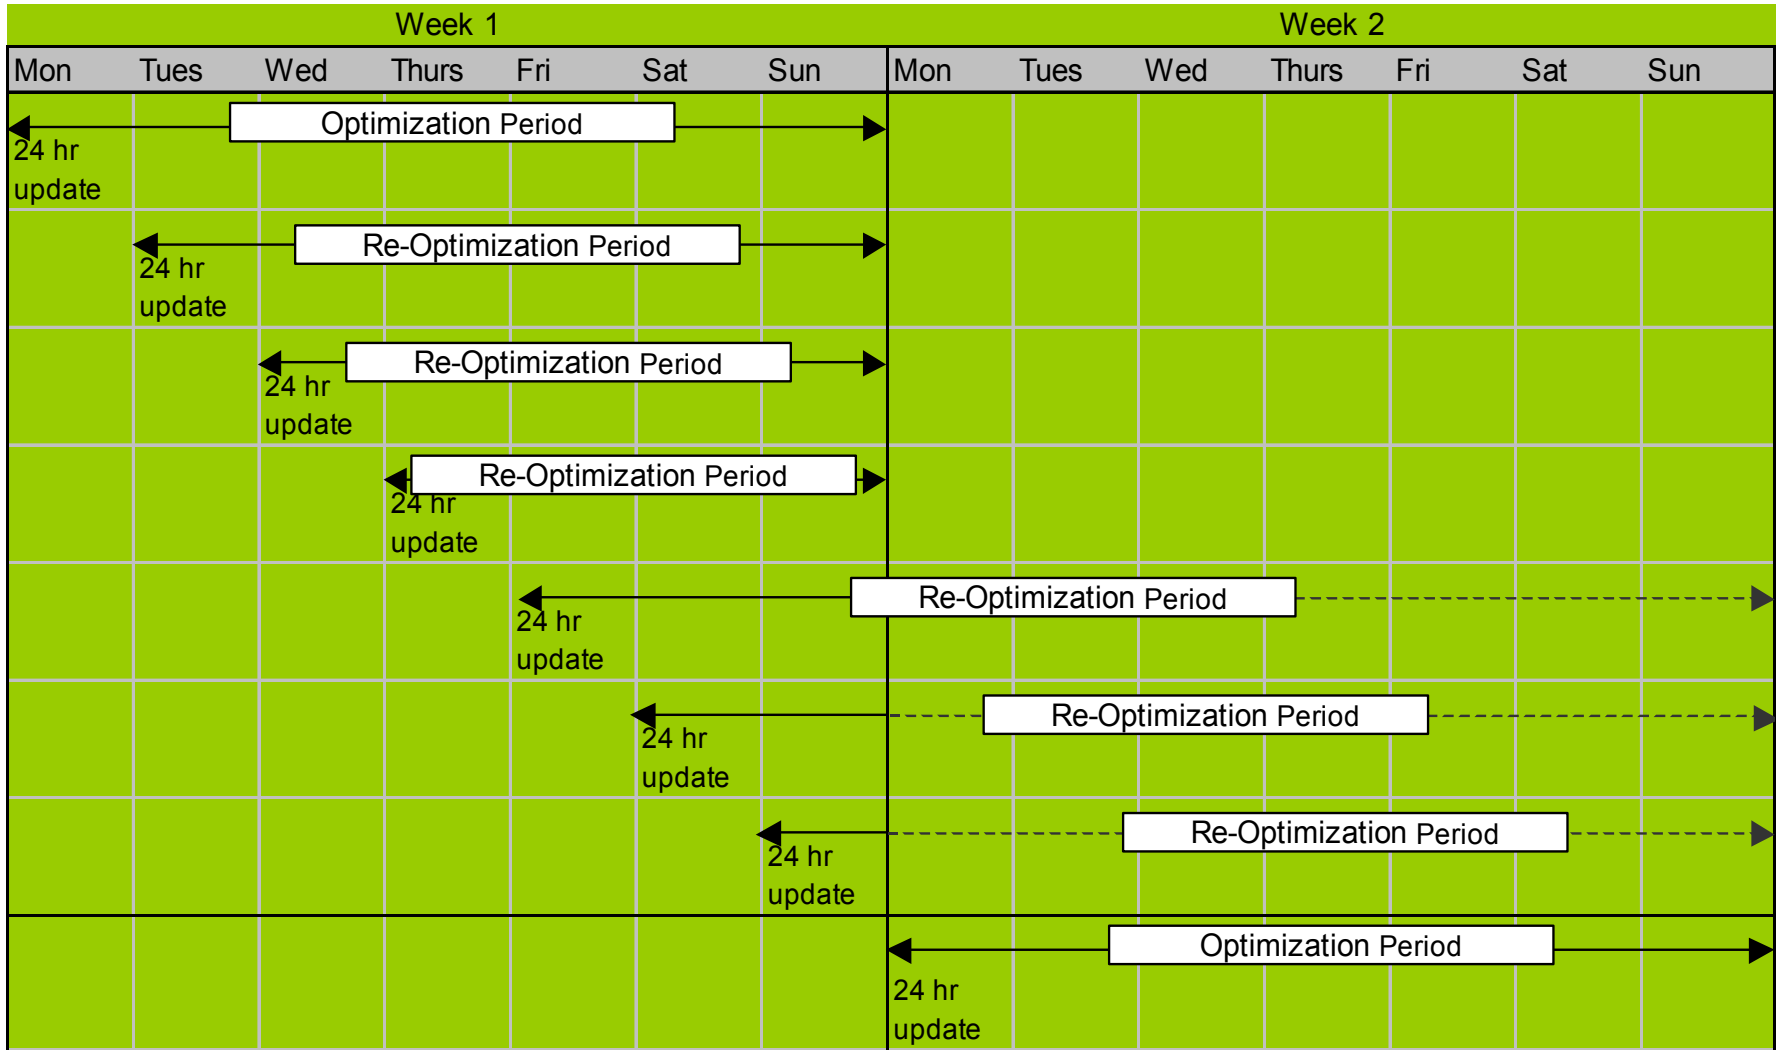 Week 1 Week 2
Mon Tues Wed Thurs Fri Sat Sun Mon Tues Wed Thurs Fri Sat Sun
Optimization Period
24 hr
update
Re-Optimization Period
24 hr
update
Re-Optimization Period
24 hr
update
Re-Optimization Period
24 hr
update
Re-Optimization Period
24 hr
update
Re-Optimization Period
24 hr
update
Re-Optimization Period
24 hr
update
Optimization Period
24 hr
update